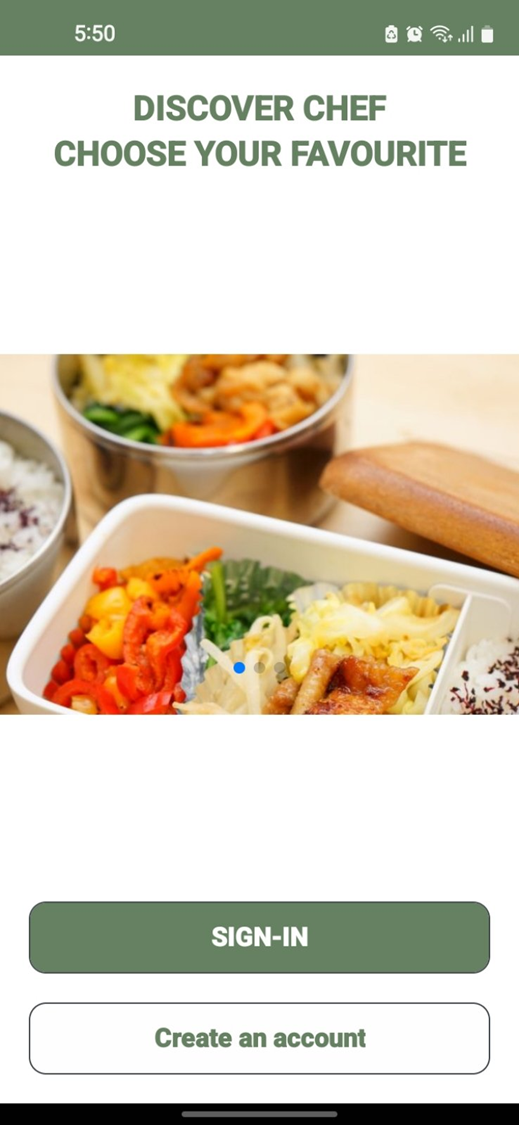 5:50
DISCOVER CHEF
CHOOSE YOUR FAVOURITE
SIGN-IN
Create an account